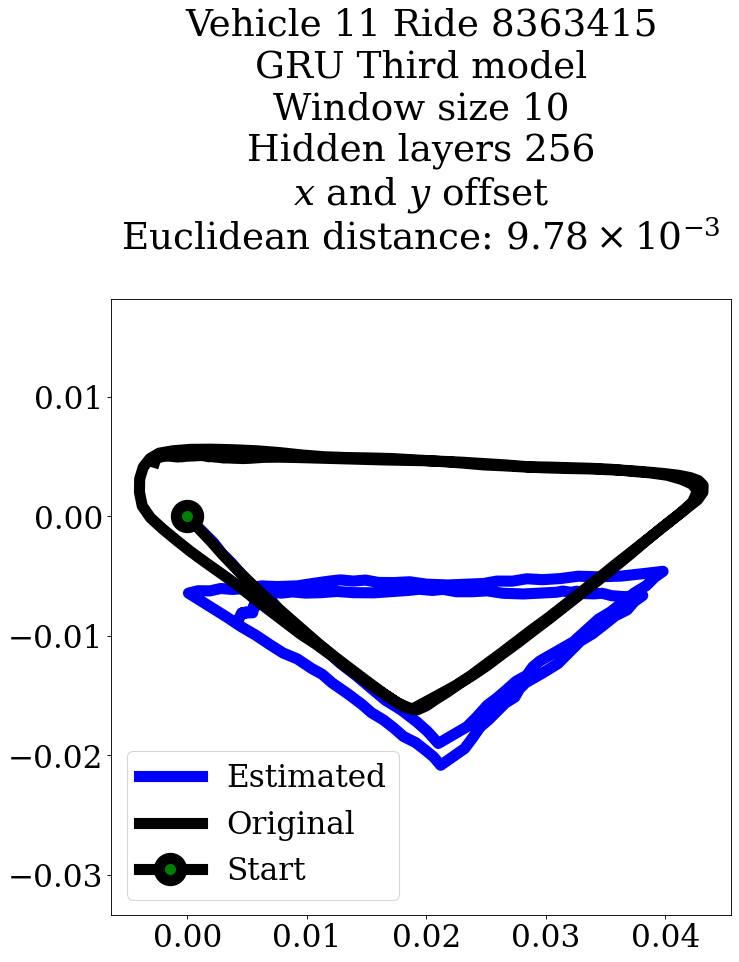 Vehicle 11 Ride 8363415
GRU Third model
Window size 10
Hidden layers 256
x and y offset
Euclidean distance: 9.78 × 10⁻³
0.01
0.00
−0.01
−0.02
−0.03
Estimated
Original
Start
0.00 0.01 0.02 0.03 0.04